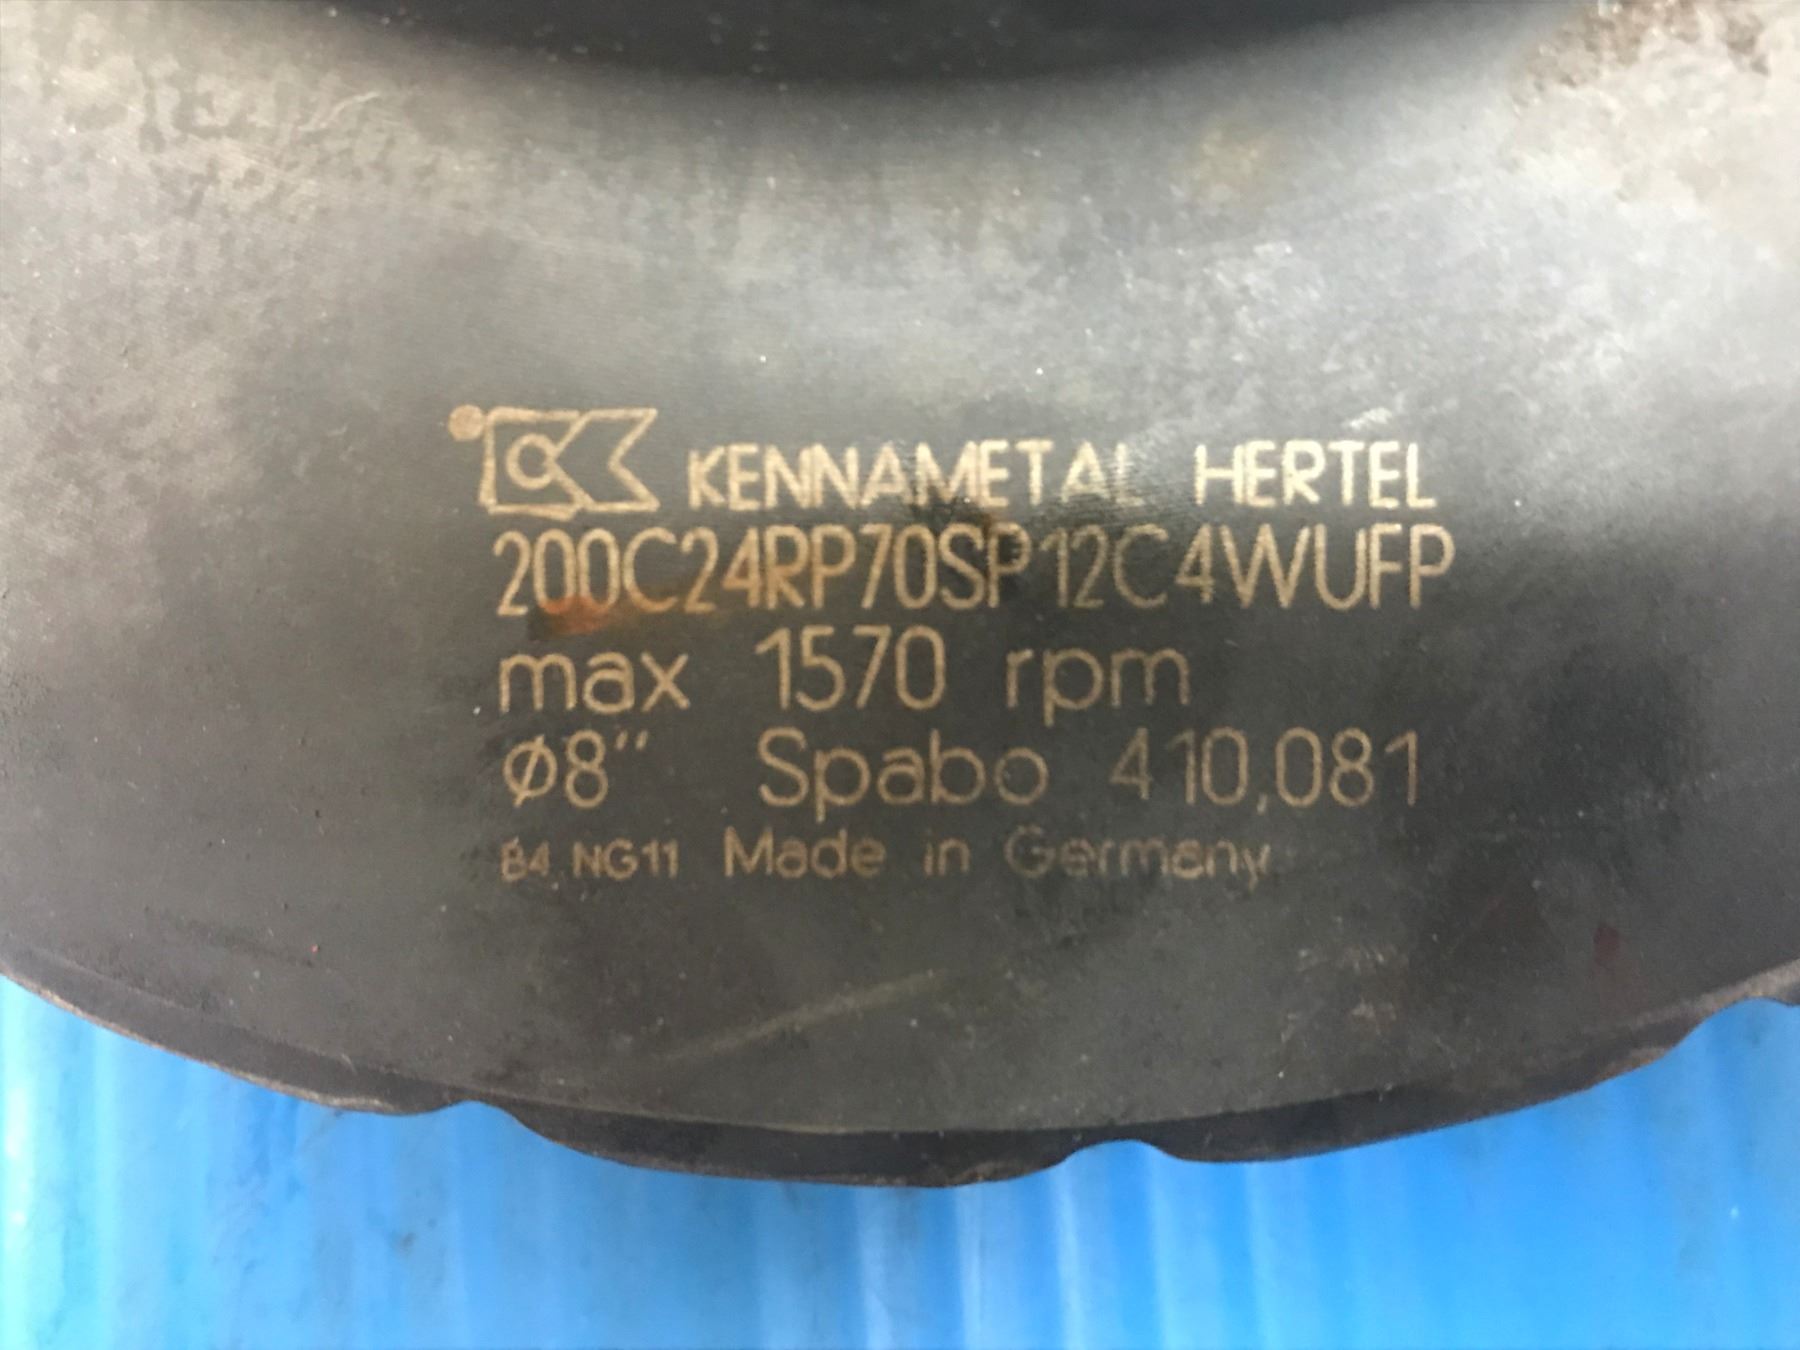 KENNAMETAL HERTEL
200C24RP70SP12C4WUFP
max 1570 rpm
Ø8" Spabo 410,081
B4 NG11 Made in Germany